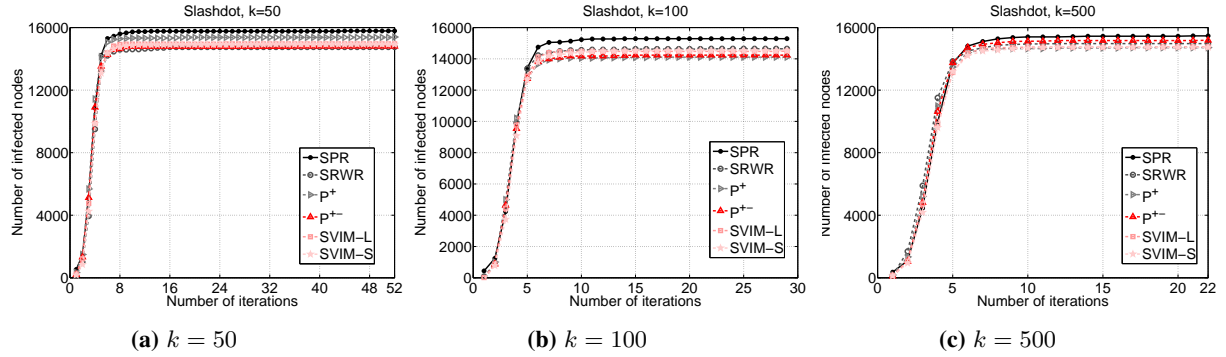 Slashdot, k=50
Number of infected nodes
16000
12000
8000
4000
0
SPR
SRWR
P+
P+−
SVIM−L
SVIM−S
0 8 16 24 32 40 48 52
Number of iterations
(a) k = 50
Slashdot, k=100
Number of infected nodes
16000
14000
12000
10000
8000
6000
4000
2000
0
SPR
SRWR
P+
P+−
SVIM−L
SVIM−S
0 5 10 15 20 25 30
Number of iterations
(b) k = 100
Slashdot, k=500
Number of infected nodes
16000
12000
8000
4000
0
SPR
SRWR
P+
P+−
SVIM−L
SVIM−S
0 5 10 15 20 22
Number of iterations
(c) k = 500